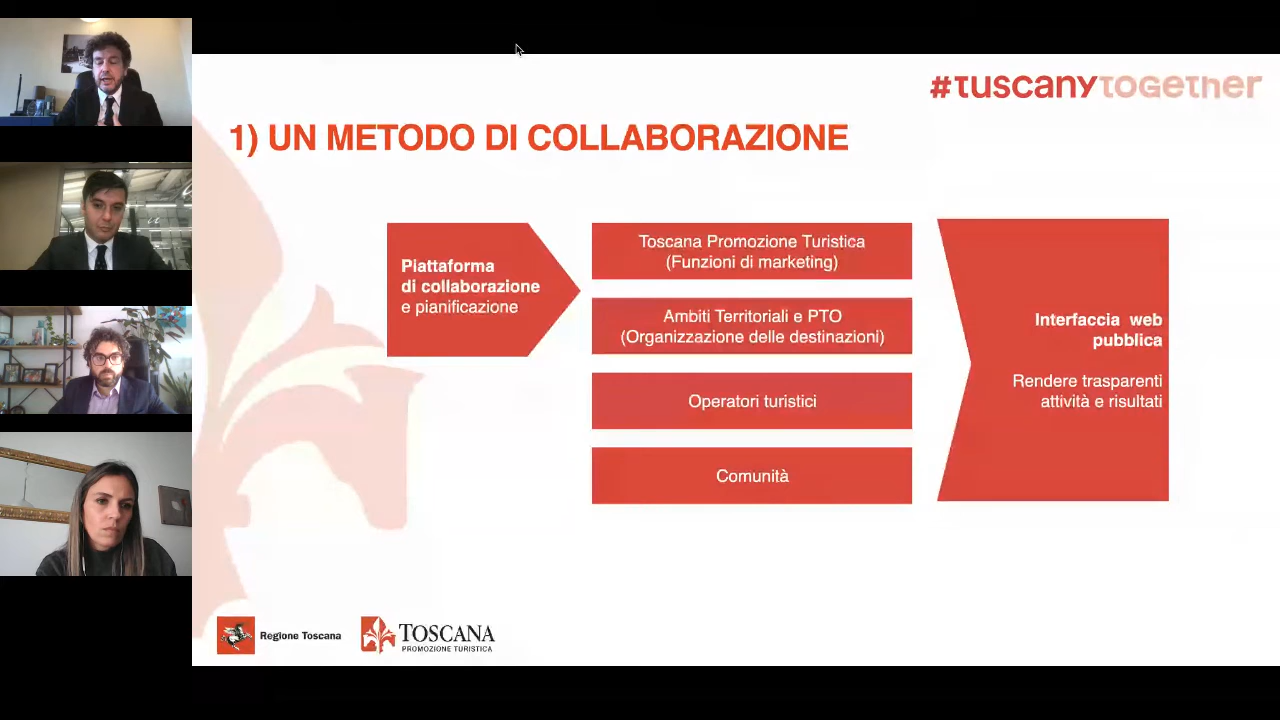 #tuscanytogether
1) UN METODO DI COLLABORAZIONE
Piattaforma
di collaborazione
e pianificazione
Toscana Promozione Turistica
(Funzioni di marketing)
Ambiti Territoriali e PTO
(Organizzazione delle destinazioni)
Operatori turistici
Comunità
Interfaccia web
pubblica
Rendere trasparenti
attività e risultati
Regione Toscana
TOSCANA
PROMOZIONE TURISTICA